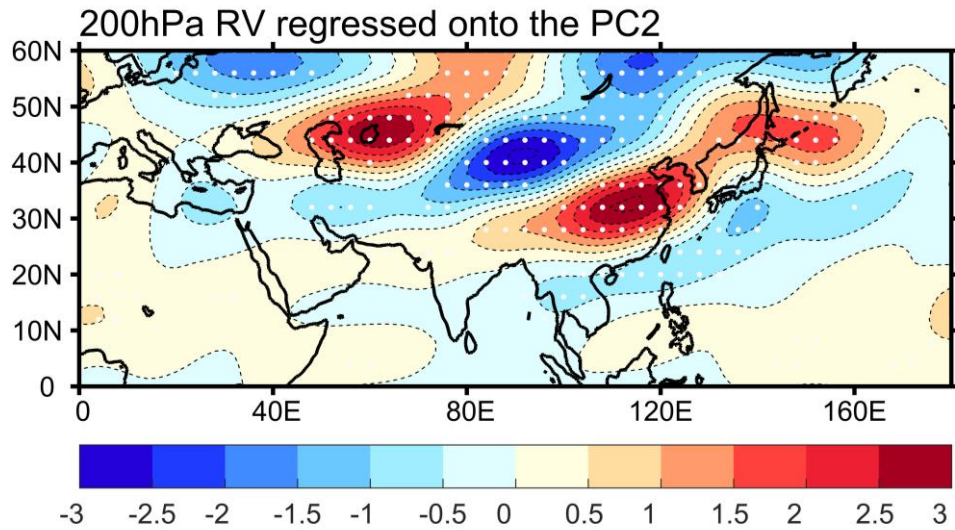 200hPa RV regressed onto the PC2
60N
50N
40N
30N
20N
10N
0
0 40E 80E 120E 160E
-3 -2.5 -2 -1.5 -1 -0.5 0 0.5 1 1.5 2 2.5 3